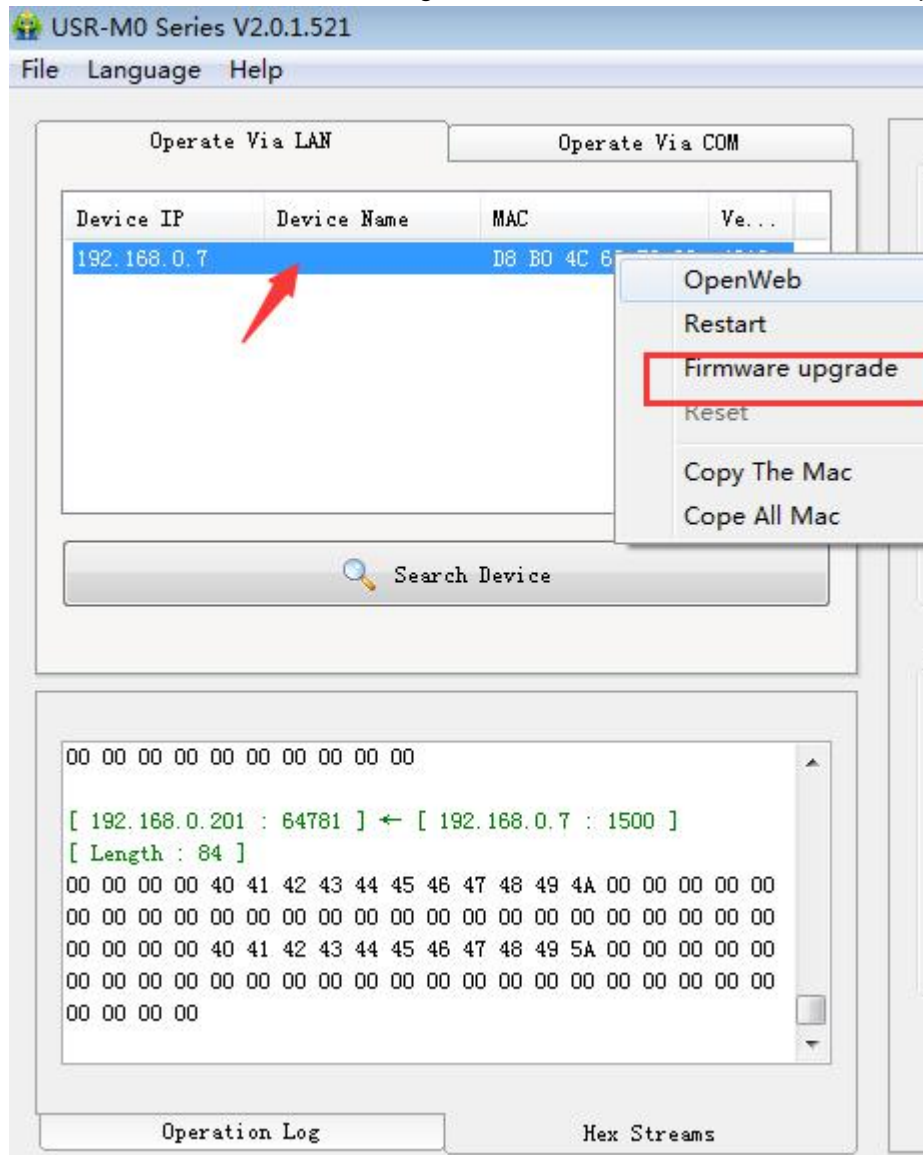 USR-M0 Series V2.0.1.521
File Language Help
Operate Via LAN Operate Via COM
Device IP Device Name MAC Ve...
192.168.0.7 D8 B0 4C
OpenWeb
Restart
Firmware upgrade
Reset
Copy The Mac
Cope All Mac
Search Device
00 00 00 00 00 00 00 00 00 00
[ 192.168.0.201 : 64781 ] ← [ 192.168.0.7 : 1500 ]
[ Length : 84 ]
00 00 00 00 40 41 42 43 44 45 46 47 48 49 4A 00 00 00 00 00
00 00 00 00 00 00 00 00 00 00 00 00 00 00 00 00 00 00 00 00
00 00 00 00 40 41 42 43 44 45 46 47 48 49 5A 00 00 00 00 00
00 00 00 00 00 00 00 00 00 00 00 00 00 00 00 00 00 00 00 00
00 00 00 00
Operation Log Hex Streams